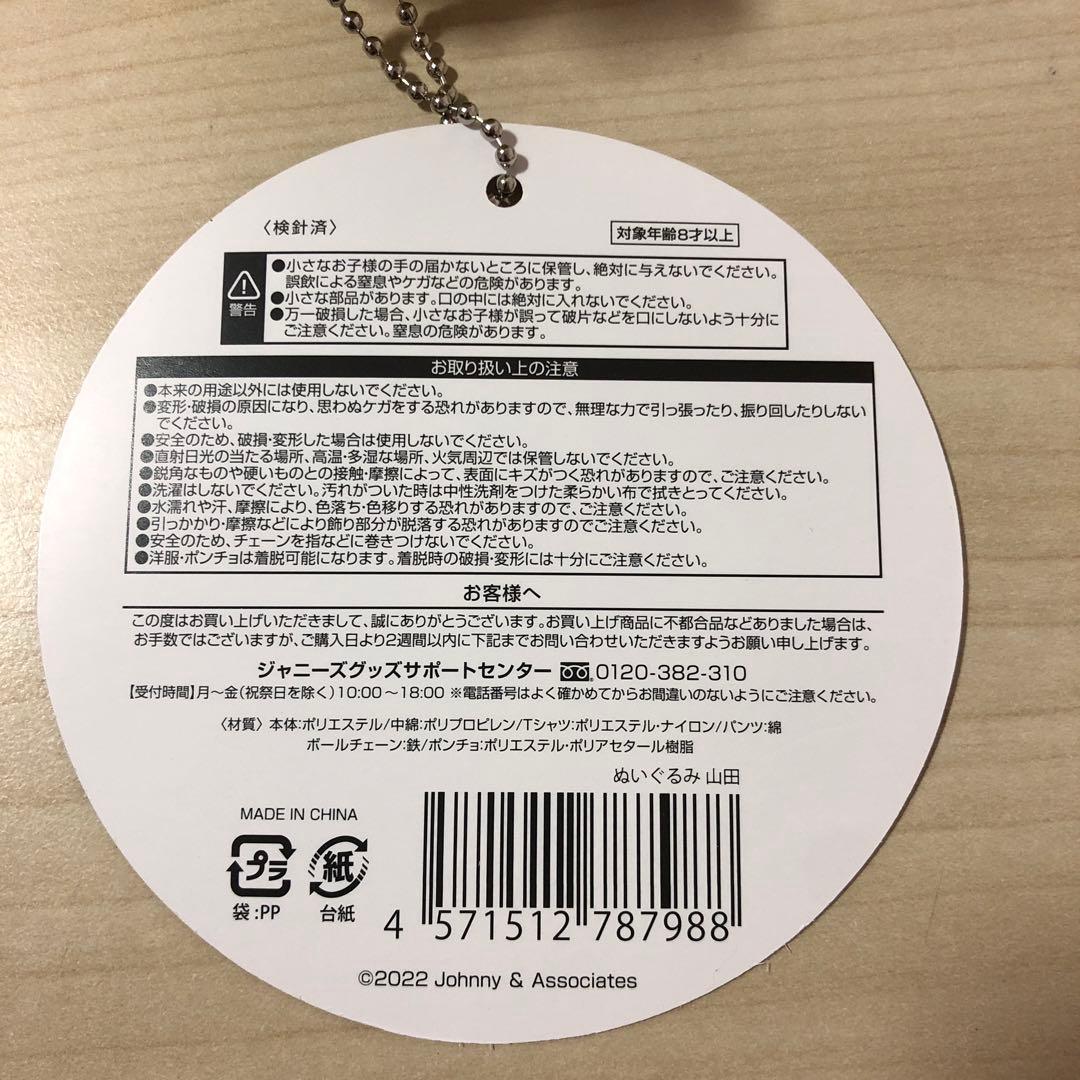 〈検針済〉
対象年齢8才以上
警告
●小さなお子様の手の届かないところに保管し、絶対に与えないでください。
誤飲による窒息やケガなどの危険があります。
●小さな部品があります。口の中には絶対に入れないでください。
●万一破損した場合、小さなお子様が誤って破片などを口にしないよう十分に
ご注意ください。窒息の危険があります。
お取り扱い上の注意
●本来の用途以外には使用しないでください。
●変形・破損の原因になり、思わぬケガをする恐れがありますので、無理な力で引っ張ったり、振り回したりしない
でください。
●安全のため、破損・変形した場合は使用しないでください。
●直射日光の当たる場所、高温・多湿な場所、火気周辺では保管しないでください。
●鋭角なものや硬いものとの接触・摩擦によって、表面にキズがつく恐れがありますので、ご注意ください。
●洗濯はしないでください。汚れがついた時は中性洗剤をつけた柔らかい布で拭きとってください。
●水濡れや汗、摩擦により、色落ち・色移りする恐れがありますので、ご注意ください。
●引っかかり・摩擦などにより飾り部分が脱落する恐れがありますのでご注意ください。
●安全のため、チェーンを指などに巻きつけないでください。
●洋服・ポンチョは着脱可能になります。着脱時の破損・変形には十分にご注意ください。
お客様へ
この度はお買い上げいただきまして、誠にありがとうございます。お買い上げ商品に不都合品などありました場合は、
お手数ではございますが、ご購入日より2週間以内に下記までお問い合わせいただきますようお願い申し上げます。
ジャニーズグッズサポートセンター 0120-382-310
【受付時間】月〜金(祝祭日を除く)10:00〜18:00 ※電話番号はよく確かめてからお間違いのないようにご注意ください。
〈材質〉本体:ポリエステル/中綿:ポリプロピレン/Tシャツ:ポリエステル・ナイロン/パンツ:綿
ボールチェーン:鉄/ポンチョ:ポリエステル・ポリアセタール樹脂
ぬいぐるみ 山田
MADE IN CHINA
プラ 紙
袋:PP 台紙
4 571512 787988
©2022 Johnny & Associates